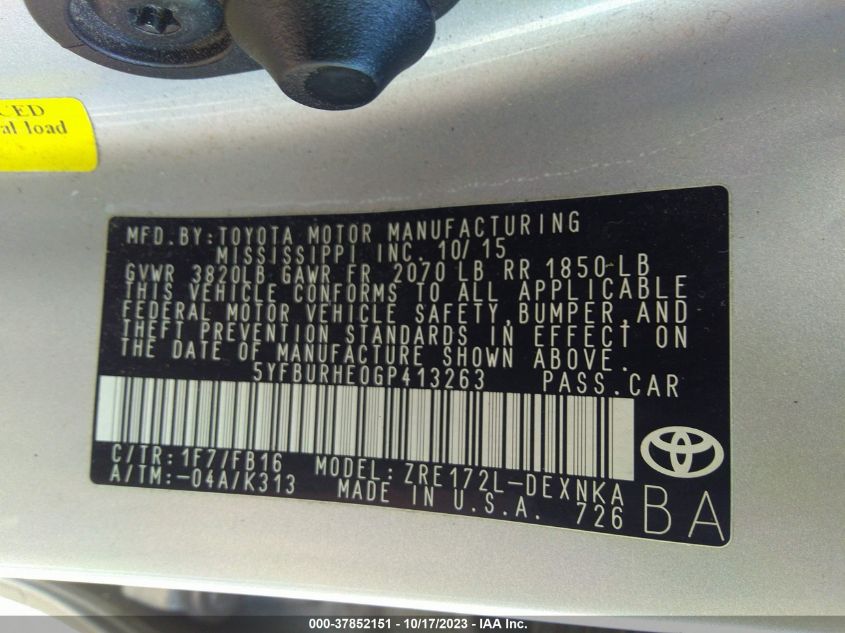 CED
al load
MFD.BY:TOYOTA MOTOR MANUFACTURING
MISSISSIPPI INC. 10/15
GVWR 3820LB GAWR FR 2070 LB RR 1850 LB
THIS VEHICLE CONFORMS TO ALL APPLICABLE
FEDERAL MOTOR VEHICLE SAFETY,BUMPER,AND
THEFT PREVENTION STANDARDS IN EFFECT ON
THE DATE OF MANUFACTURE SHOWN ABOVE.
5YFBURHE0GP413263 PASS.CAR
C/TR:1F7/FB16 MODEL:ZRE172L-DEXNKA
A/TM:-04A/K313 MADE IN U.S.A. 726
BA
000-37852151 - 10/17/2023 - IAA Inc.